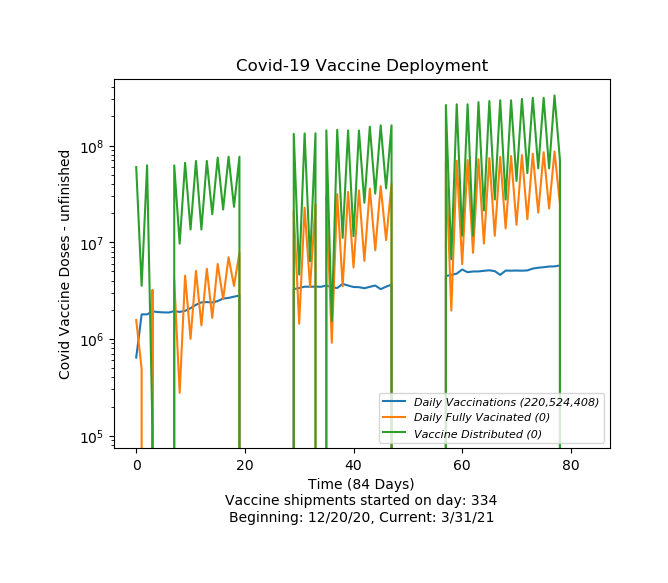 Covid-19 Vaccine Deployment
Covid Vaccine Doses - unfinished
10^8
10^7
10^6
10^5
0 20 40 60 80
Daily Vaccinations (220,524,408)
Daily Fully Vacinated (0)
Vaccine Distributed (0)
Time (84 Days)
Vaccine shipments started on day: 334
Beginning: 12/20/20, Current: 3/31/21